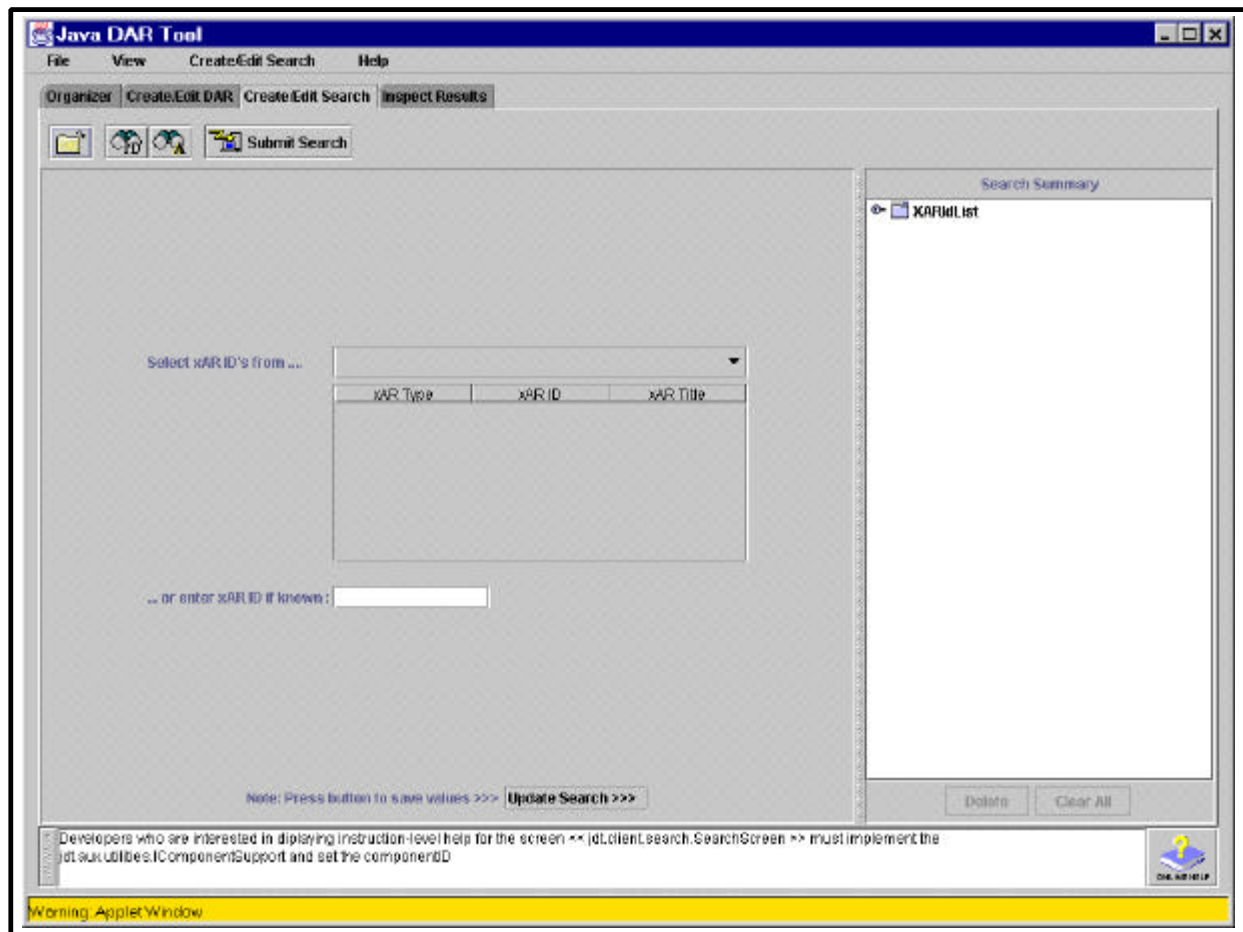 Java DAR Tool
File View Create/Edit Search Help
Organizer Create/Edit DAR Create/Edit Search Inspect Results
ID A Submit Search
Search Summary
XARIdList
Select xAR ID's from ...
xAR Type xAR ID xAR Title
... or enter xAR ID if known :
Note: Press button to save values >>> Update Search >>>
Delete Clear All
Developers who are interested in diplaying instruction-level help for the screen << jdt.client.search.SearchScreen >> must implement the
jdt.aux.utilities.IComponentSupport and set the componentID
ON-LINE HELP
Warning: Applet Window